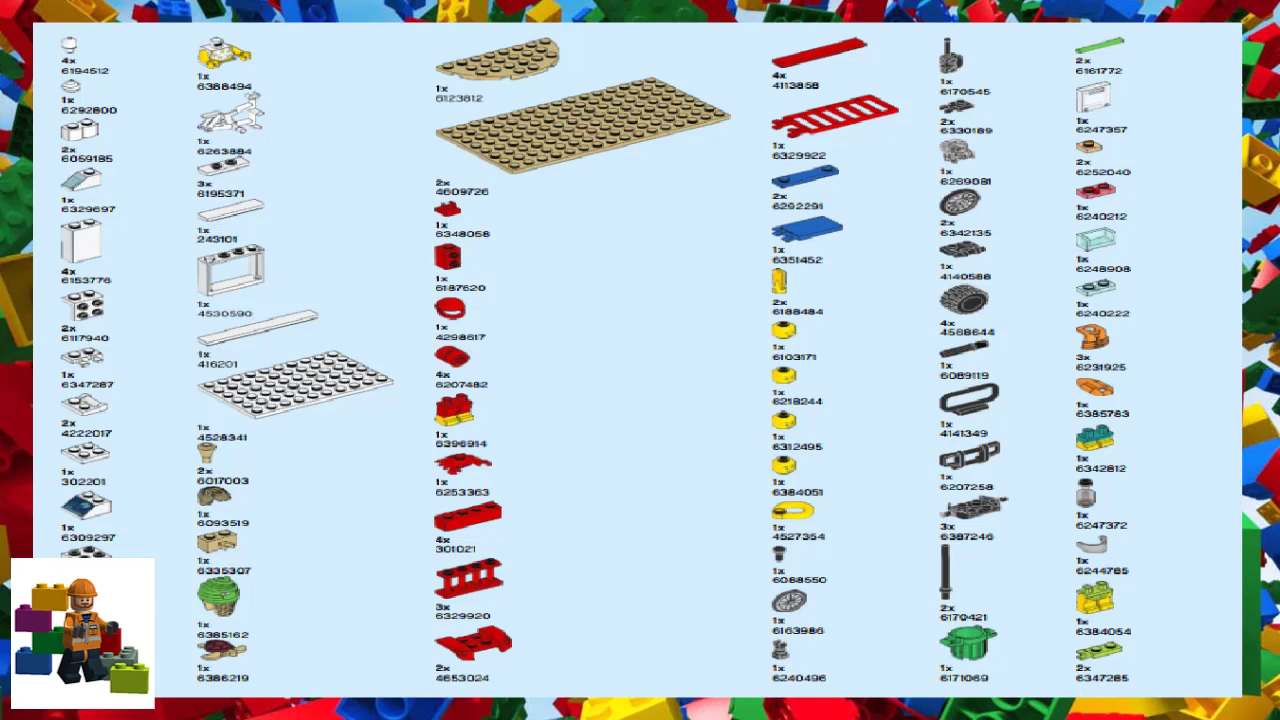 4x
6194512
1x
6292800
2x
6059185
1x
6329697
4x
6153776
2x
6117940
1x
6347287
2x
4222017
1x
302201
1x
6309297
1x
6388494
1x
6263884
3x
6195371
1x
243101
1x
4530590
1x
416201
1x
4528341
2x
6017003
1x
6093519
1x
6335307
1x
6385162
1x
6386219
1x
6123812
2x
4609726
1x
6348058
1x
6187620
1x
4298617
4x
6207482
1x
6396914
1x
6253363
4x
301021
3x
6329920
2x
4653024
4x
4113858
1x
6329922
2x
6292291
1x
6351452
2x
6188484
1x
6103171
1x
6218244
1x
6312495
1x
6384051
1x
4527354
1x
6088550
1x
6163986
1x
6240496
1x
6170545
2x
6330189
1x
6269081
2x
6342135
1x
4140588
4x
4568644
1x
6089119
1x
4141349
1x
6207258
3x
6387246
2x
6170421
1x
6171069
2x
6161772
1x
6247357
2x
6252040
1x
6240212
1x
6248908
1x
6240222
3x
6231925
1x
6385763
1x
6342812
1x
6247372
1x
6244785
1x
6384054
2x
6347285